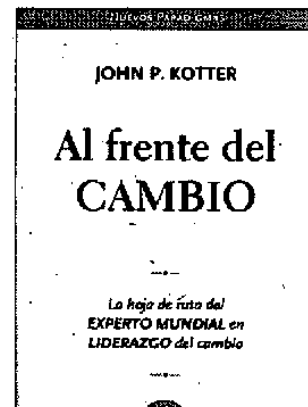 NUEVOS PARADIGMAS
JOHN P. KOTTER
Al frente del
CAMBIO
La hoja de ruta del
EXPERTO MUNDIAL en
LIDERAZGO del cambio